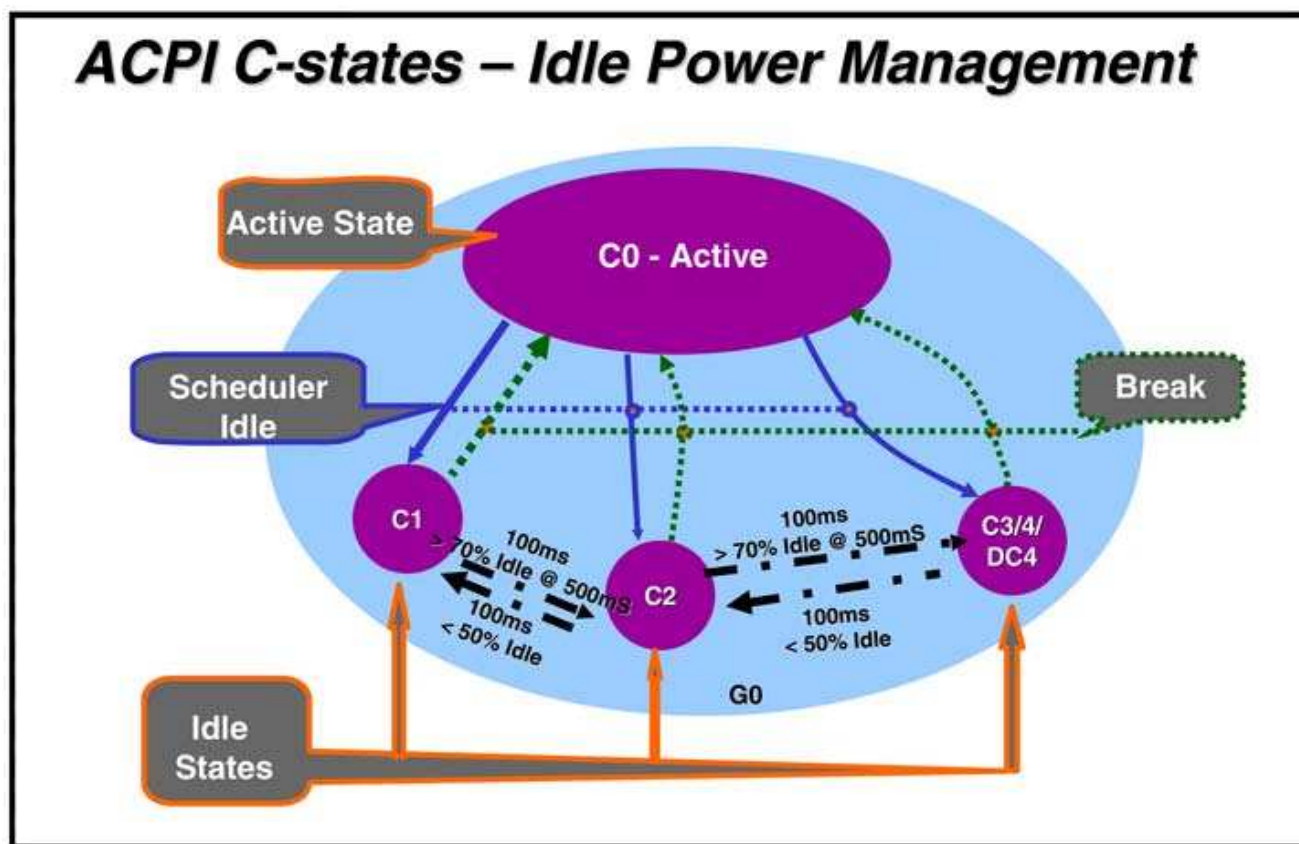 ACPI C-states – Idle Power Management
Active State
C0 - Active
Scheduler
Idle
Break
C1
100ms
> 70% Idle @ 500mS
100ms
< 50% Idle
C2
100ms
> 70% Idle @ 500mS
100ms
< 50% Idle
C3/4/
DC4
G0
Idle
States